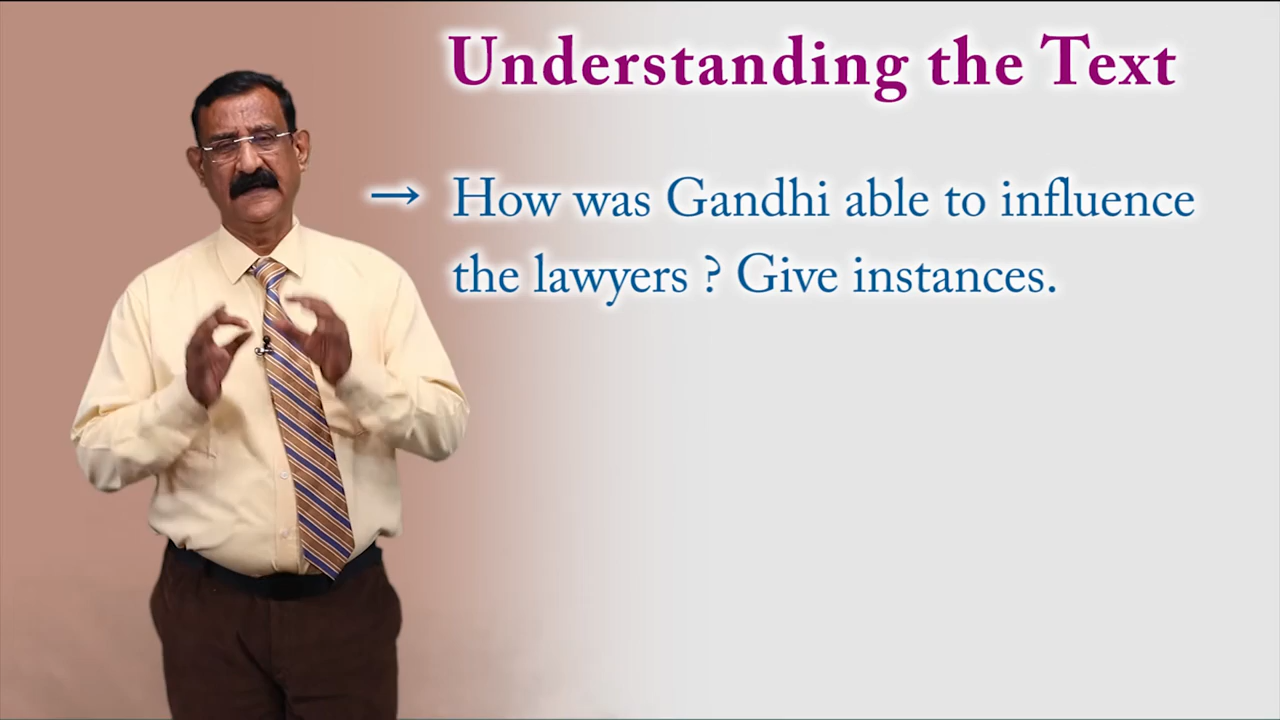 Understanding the Text
→ How was Gandhi able to influence
the lawyers ? Give instances.